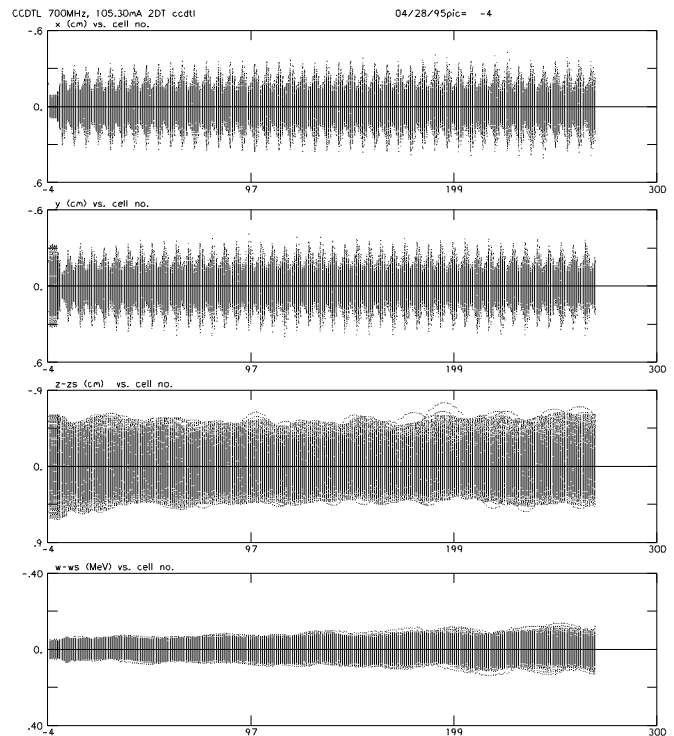 CCDTL 700MHz, 105.30mA 2DT ccdtl 04/28/95pic= -4
x (cm) vs. cell no.
-.6
0.
.6
-4 97 199 300
y (cm) vs. cell no.
-.6
0.
.6
-4 97 199 300
z-zs (cm) vs. cell no.
-.9
0.
.9
-4 97 199 300
w-ws (MeV) vs. cell no.
-.40
0.
.40
-4 97 199 300